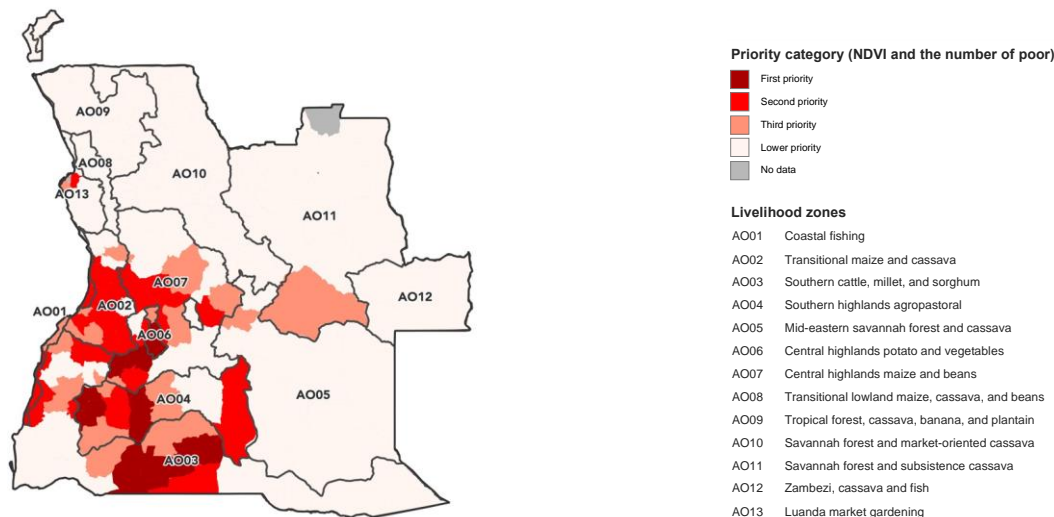 AO09
AO08
AO13
AO10
AO11
AO07
AO12
AO01
AO02
AO06
AO04
AO05
AO03
Priority category (NDVI and the number of poor)
First priority
Second priority
Third priority
Lower priority
No data
Livelihood zones
AO01 Coastal fishing
AO02 Transitional maize and cassava
AO03 Southern cattle, millet, and sorghum
AO04 Southern highlands agropastoral
AO05 Mid-eastern savannah forest and cassava
AO06 Central highlands potato and vegetables
AO07 Central highlands maize and beans
AO08 Transitional lowland maize, cassava, and beans
AO09 Tropical forest, cassava, banana, and plantain
AO10 Savannah forest and market-oriented cassava
AO11 Savannah forest and subsistence cassava
AO12 Zambezi, cassava and fish
AO13 Luanda market gardening